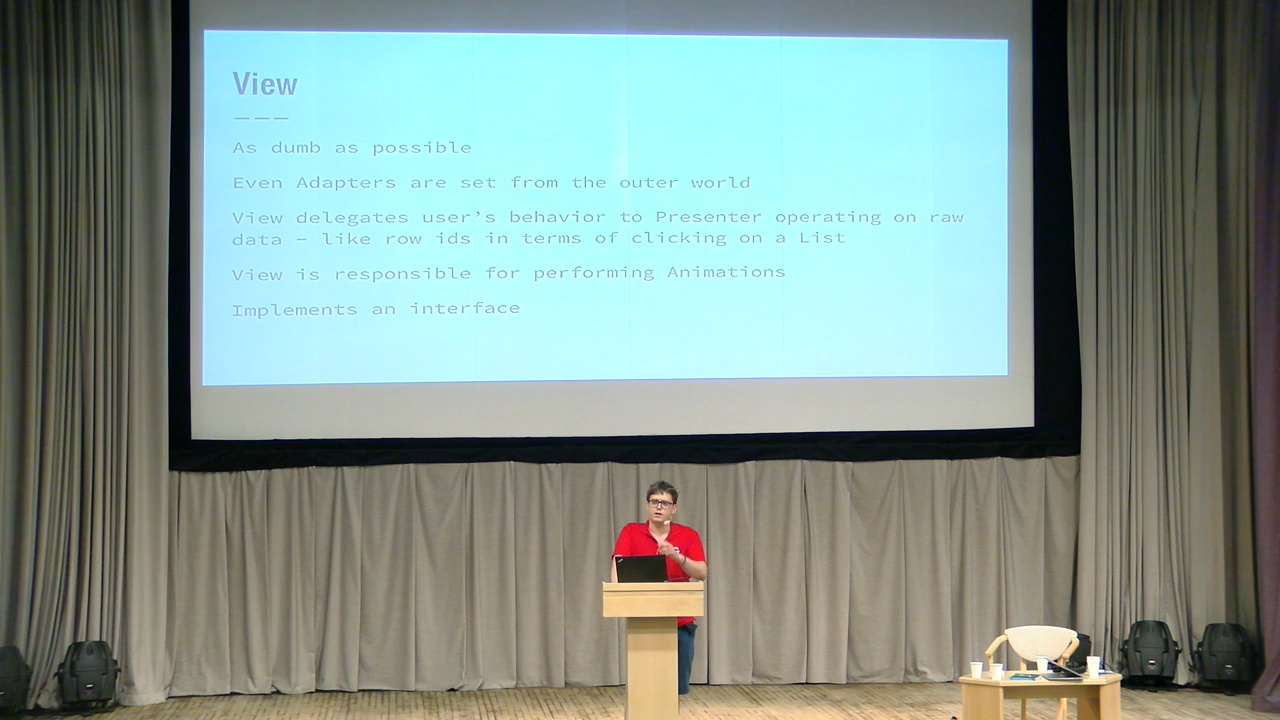 View
———
As dumb as possible
Even Adapters are set from the outer world
View delegates user’s behavior to Presenter operating on raw
data – like row ids in terms of clicking on a List
View is responsible for performing Animations
Implements an interface